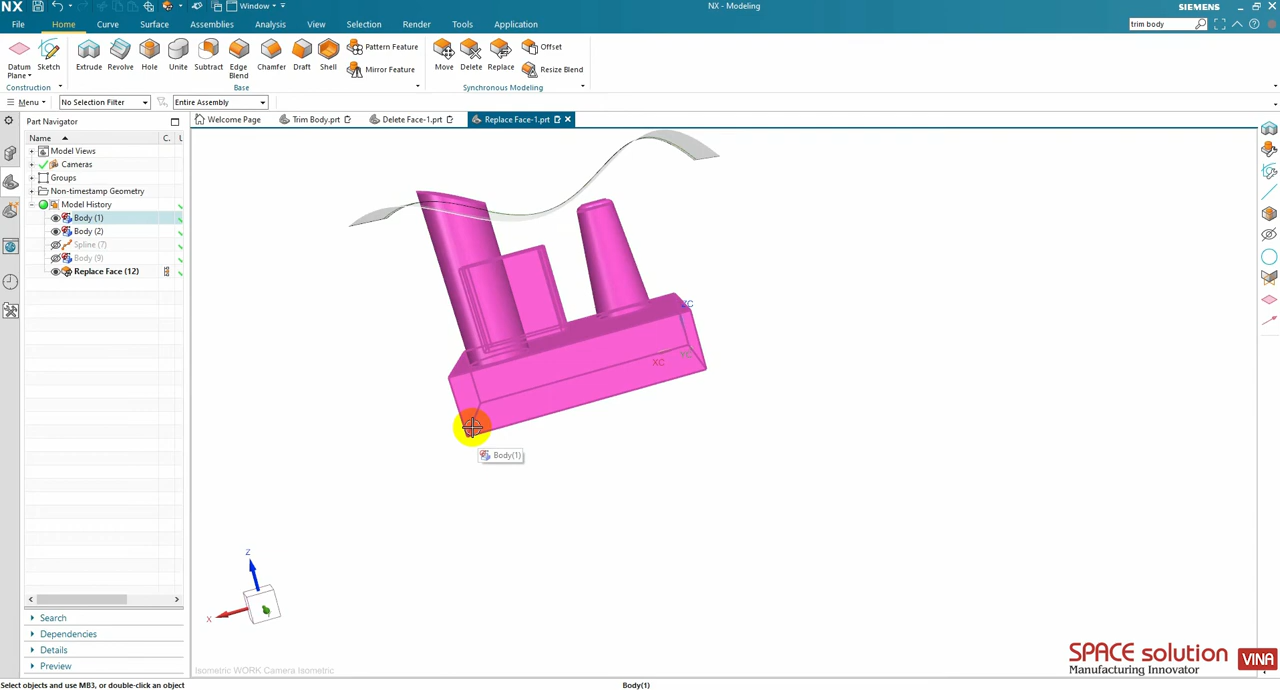 NX Window NX - Modeling SIEMENS
File Home Curve Surface Assemblies Analysis View Selection Render Tools Application trim body
Datum Plane Sketch Extrude Revolve Hole Unite Subtract Edge Blend Chamfer Draft Shell Pattern Feature Mirror Feature Move Delete Replace Offset Resize Blend
Construction Base Synchronous Modeling
Menu No Selection Filter Entire Assembly
Part Navigator Welcome Page Trim Body.prt Delete Face-1.prt Replace Face-1.prt
Name C. U
Model Views
Cameras
Groups
Non-timestamp Geometry
Model History
Body (1)
Body (2)
Spline (7)
Body (9)
Replace Face (12)
ZC
YC
XC
Body(1)
Z
X
Search
Dependencies
Details
Preview
Isometric WORK Camera Isometric
SPACE solution VINA
Manufacturing Innovator
Select objects and use MB3, or double-click an object Body(1)